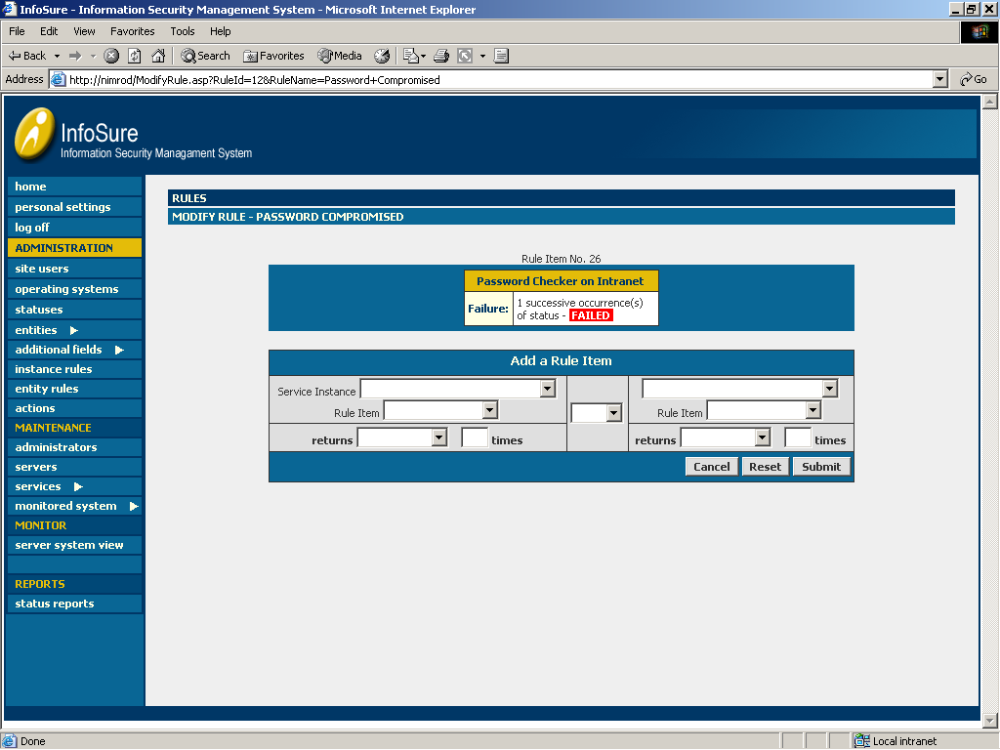 InfoSure - Information Security Management System - Microsoft Internet Explorer
File Edit View Favorites Tools Help
Back Search Favorites Media
Address http://nimrod/ModifyRule.asp?RuleId=12&RuleName=Password+Compromised Go
InfoSure
Information Security Management System
home
personal settings
log off
ADMINISTRATION
site users
operating systems
statuses
entities
additional fields
instance rules
entity rules
actions
MAINTENANCE
administrators
servers
services
monitored system
MONITOR
server system view
REPORTS
status reports
RULES
MODIFY RULE - PASSWORD COMPROMISED
Rule Item No. 26
Password Checker on Intranet
Failure: 1 successive occurrence(s)
of status - FAILED
Add a Rule Item
Service Instance
Rule Item Rule Item
returns times returns times
Cancel Reset Submit
Done Local intranet